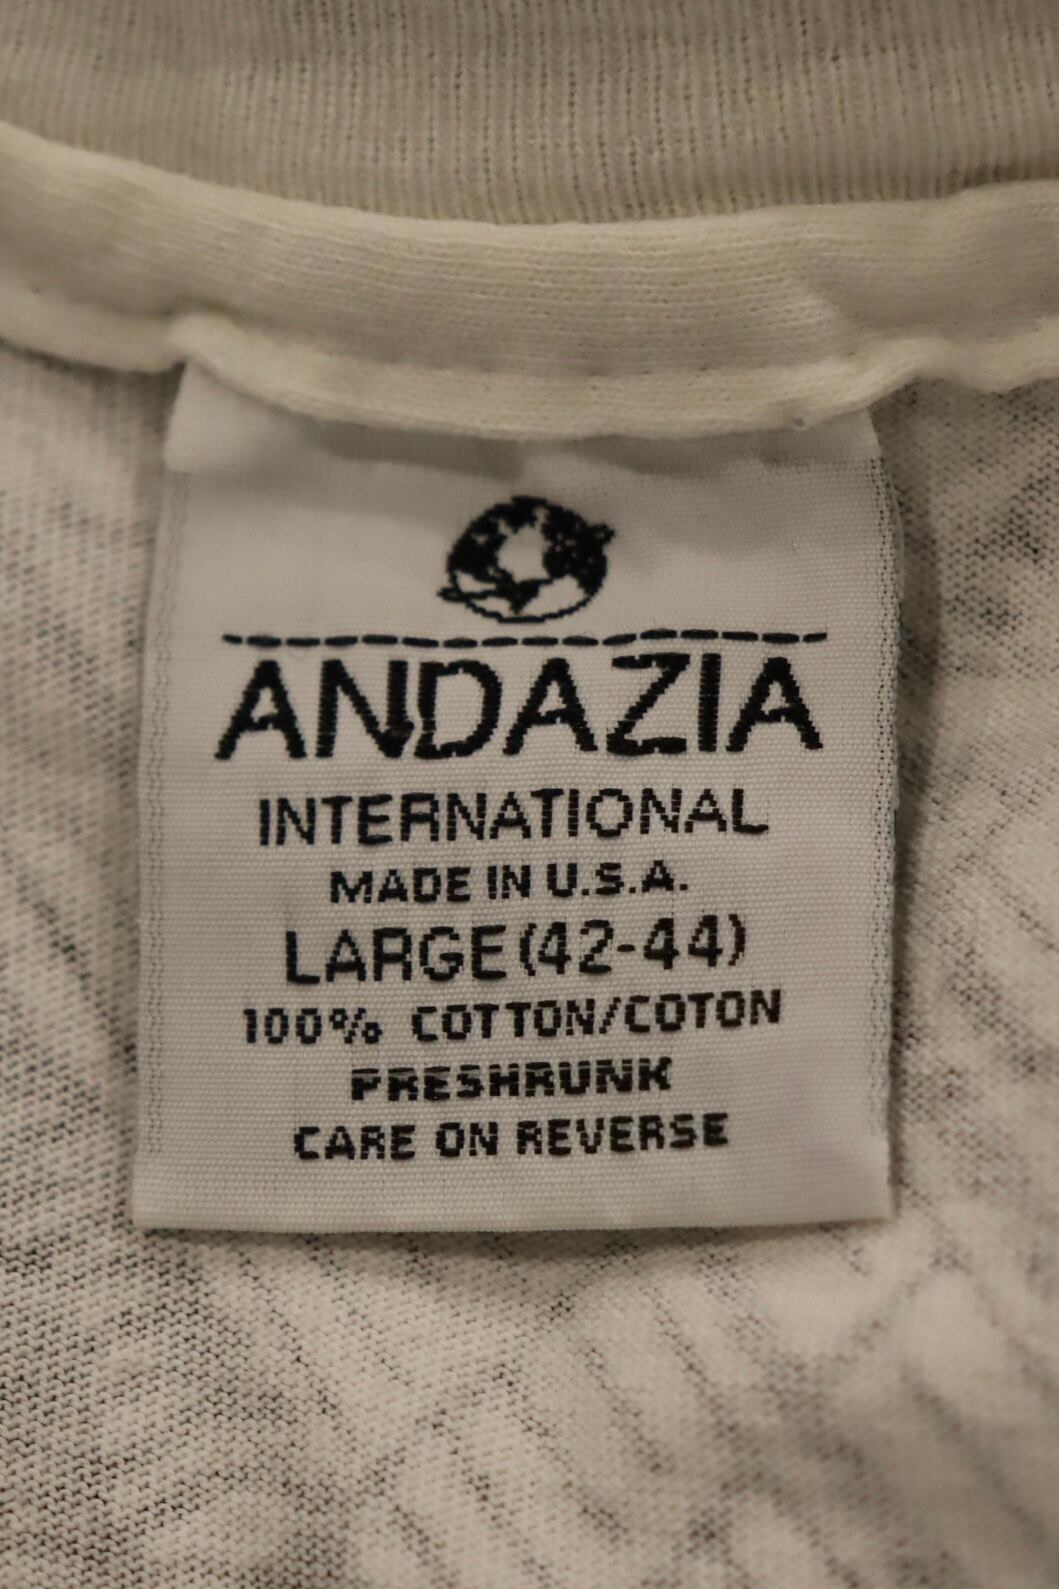 ANDAZIA
INTERNATIONAL
MADE IN U.S.A.
LARGE (42-44)
100% COTTON/COTON
PRESHRUNK
CARE ON REVERSE